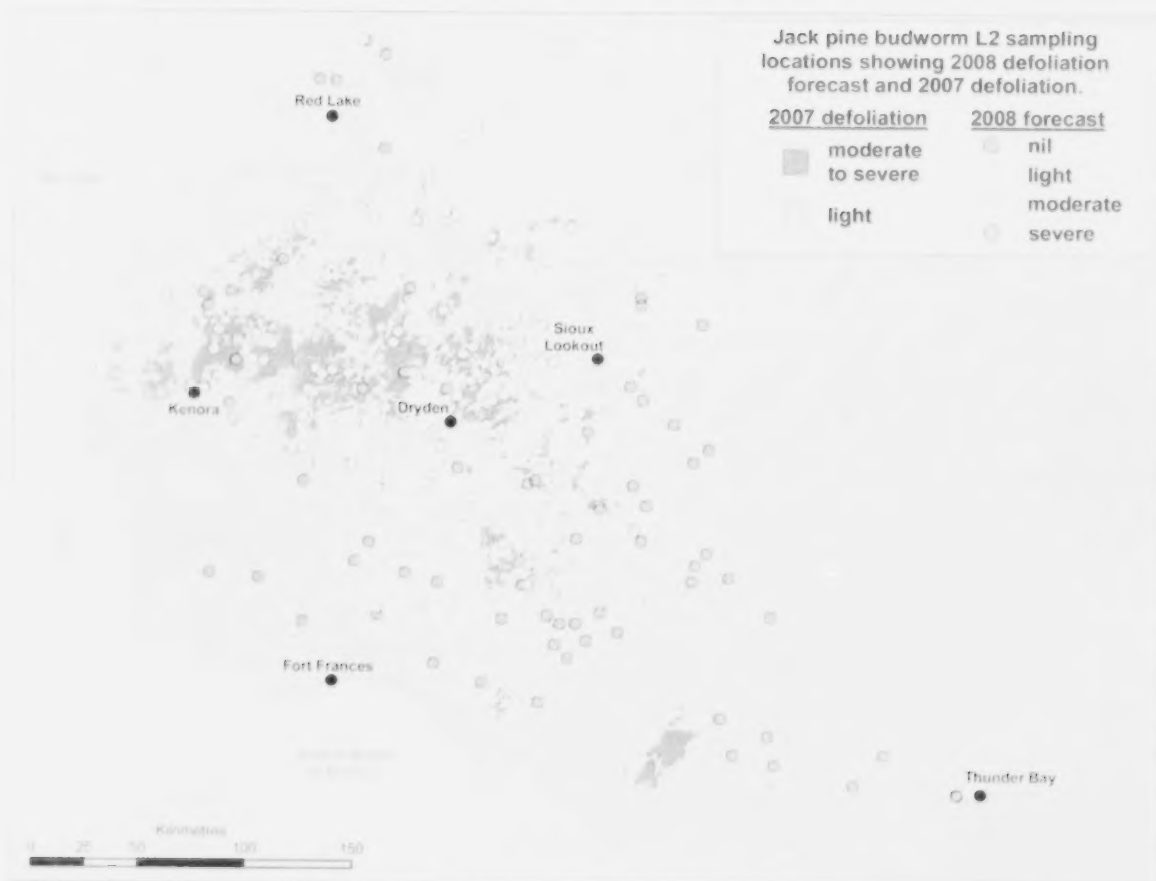 Jack pine budworm L2 sampling
locations showing 2008 defoliation
forecast and 2007 defoliation.
2007 defoliation
moderate
to severe
light
2008 forecast
nil
light
moderate
severe
Red Lake
Sioux
Lookout
Kenora
Dryden
Fort Frances
Thunder Bay
Kilometres
0 25 50 100 150